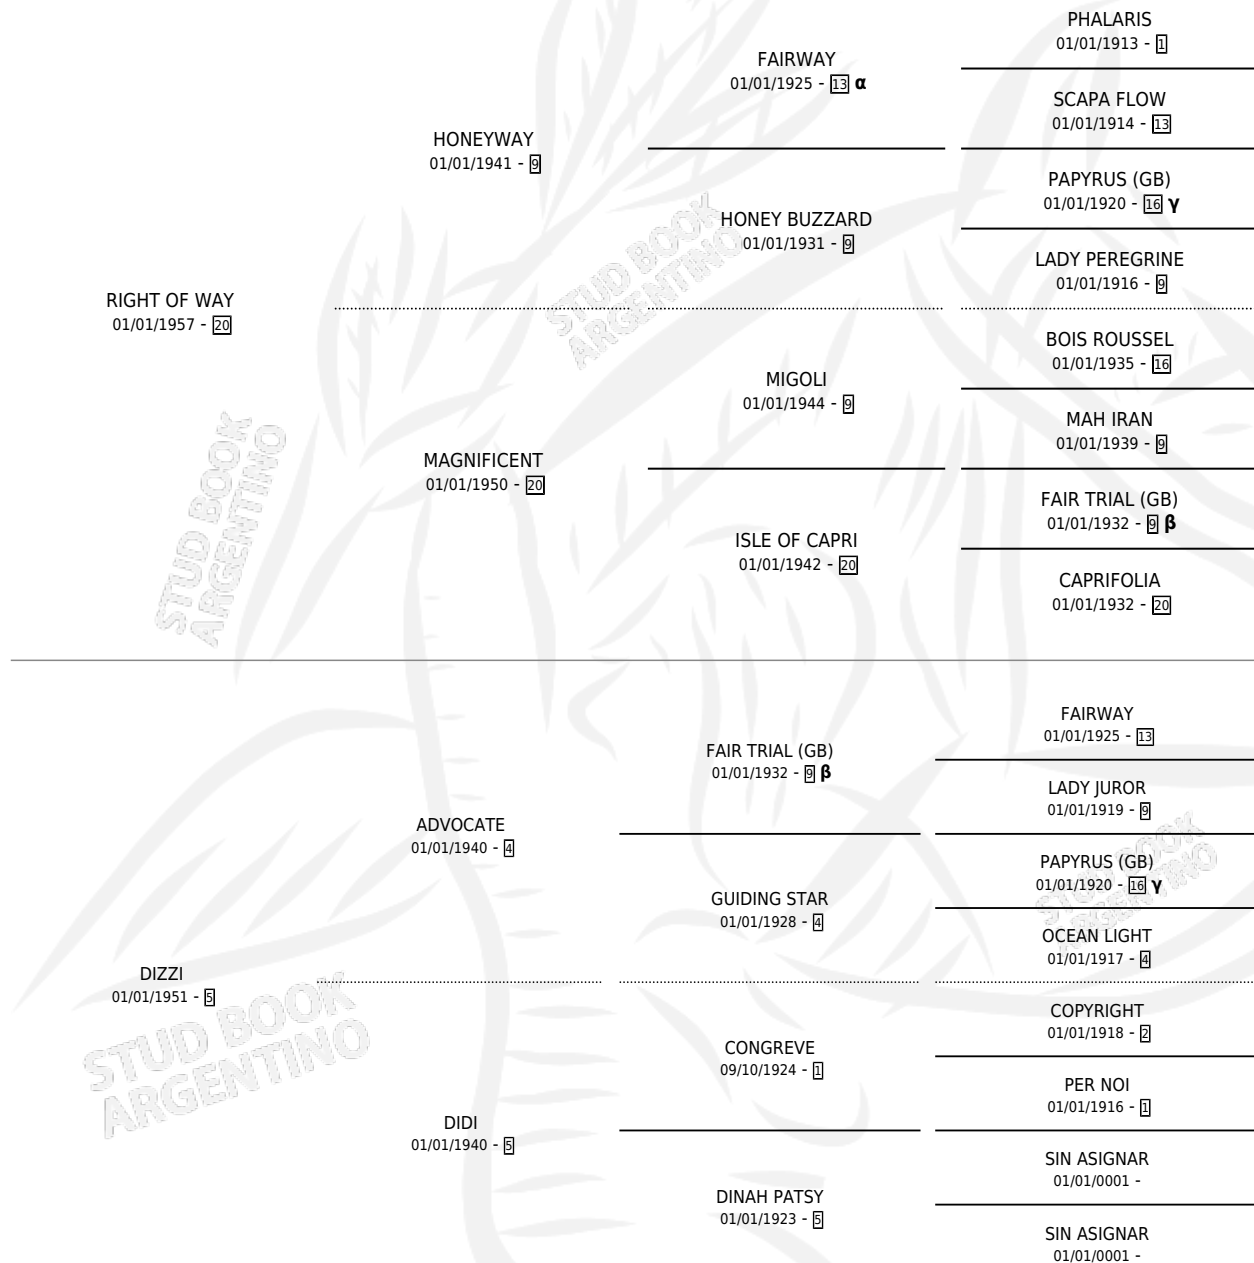 PHALARIS
01/01/1913 - 1
FAIRWAY
01/01/1925 - 13 α
SCAPA FLOW
01/01/1914 - 13
HONEYWAY
01/01/1941 - 9
PAPYRUS (GB)
01/01/1920 - 16 γ
HONEY BUZZARD
01/01/1931 - 9
LADY PEREGRINE
01/01/1916 - 9
RIGHT OF WAY
01/01/1957 - 20
BOIS ROUSSEL
01/01/1935 - 16
MIGOLI
01/01/1944 - 9
MAH IRAN
01/01/1939 - 9
MAGNIFICENT
01/01/1950 - 20
FAIR TRIAL (GB)
01/01/1932 - 9 β
ISLE OF CAPRI
01/01/1942 - 20
CAPRIFOLIA
01/01/1932 - 20
FAIRWAY
01/01/1925 - 13
FAIR TRIAL (GB)
01/01/1932 - 9 β
LADY JUROR
01/01/1919 - 9
ADVOCATE
01/01/1940 - 4
PAPYRUS (GB)
01/01/1920 - 16 γ
GUIDING STAR
01/01/1928 - 4
OCEAN LIGHT
01/01/1917 - 4
DIZZI
01/01/1951 - 5
COPYRIGHT
01/01/1918 - 2
CONGREVE
09/10/1924 - 1
PER NOI
01/01/1916 - 1
DIDI
01/01/1940 - 5
SIN ASIGNAR
01/01/0001 -
DINAH PATSY
01/01/1923 - 5
SIN ASIGNAR
01/01/0001 -
STUD BOOK
ARGENTINO
STUD BOOK
ARGENTINO
STUD BOOK
ARGENTINO
STUD BOOK
ARGENTINO